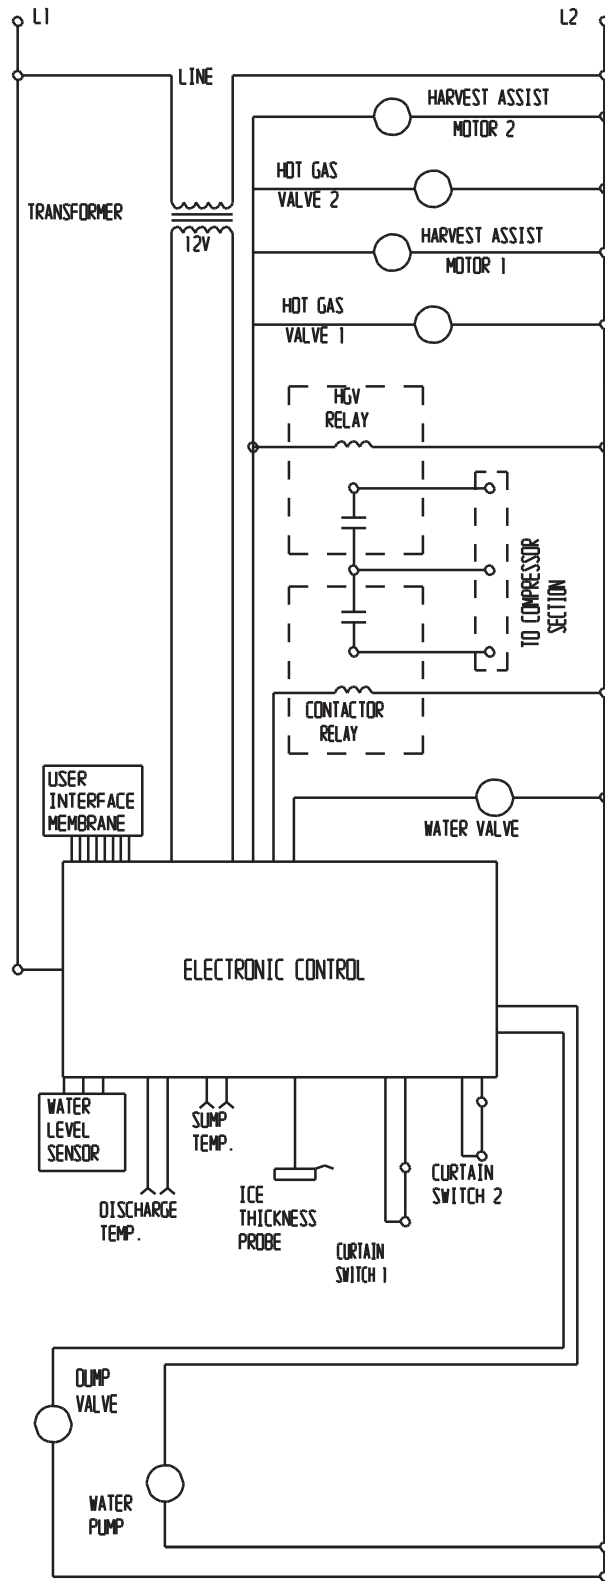 L1
L2
LINE
HARVEST ASSIST
MOTOR 2
HOT GAS
VALVE 2
TRANSFORMER
12V
HARVEST ASSIST
MOTOR 1
HOT GAS
VALVE 1
HGV
RELAY
TO COMPRESSOR
SECTION
CONTACTOR
RELAY
USER
INTERFACE
MEMBRANE
WATER VALVE
ELECTRONIC CONTROL
WATER
LEVEL
SENSOR
SUMP
TEMP.
DISCHARGE
TEMP.
ICE
THICKNESS
PROBE
CURTAIN
SWITCH 2
CURTAIN
SWITCH 1
DUMP
VALVE
WATER
PUMP